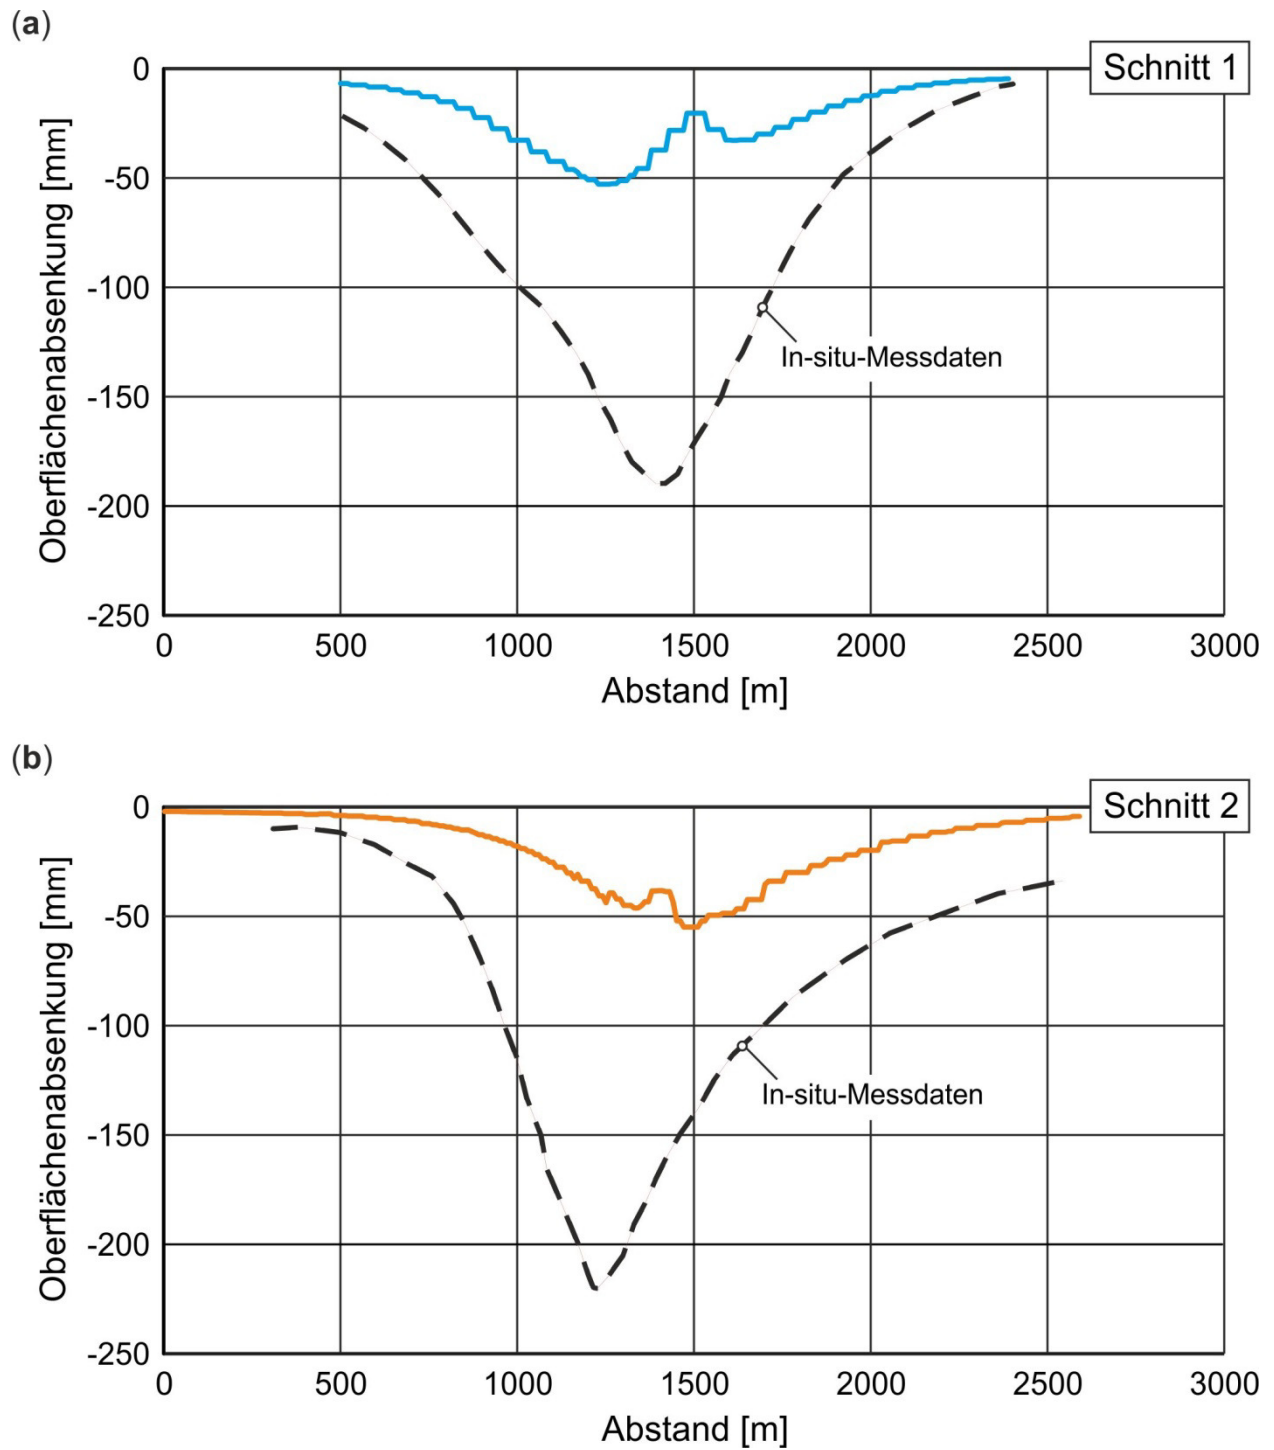 (a)
Schnitt 1
Oberflächenabsenkung [mm]
0
-50
-100
-150
-200
-250
In-situ-Messdaten
0 500 1000 1500 2000 2500 3000
Abstand [m]
(b)
Schnitt 2
Oberflächenabsenkung [mm]
0
-50
-100
-150
-200
-250
In-situ-Messdaten
0 500 1000 1500 2000 2500 3000
Abstand [m]